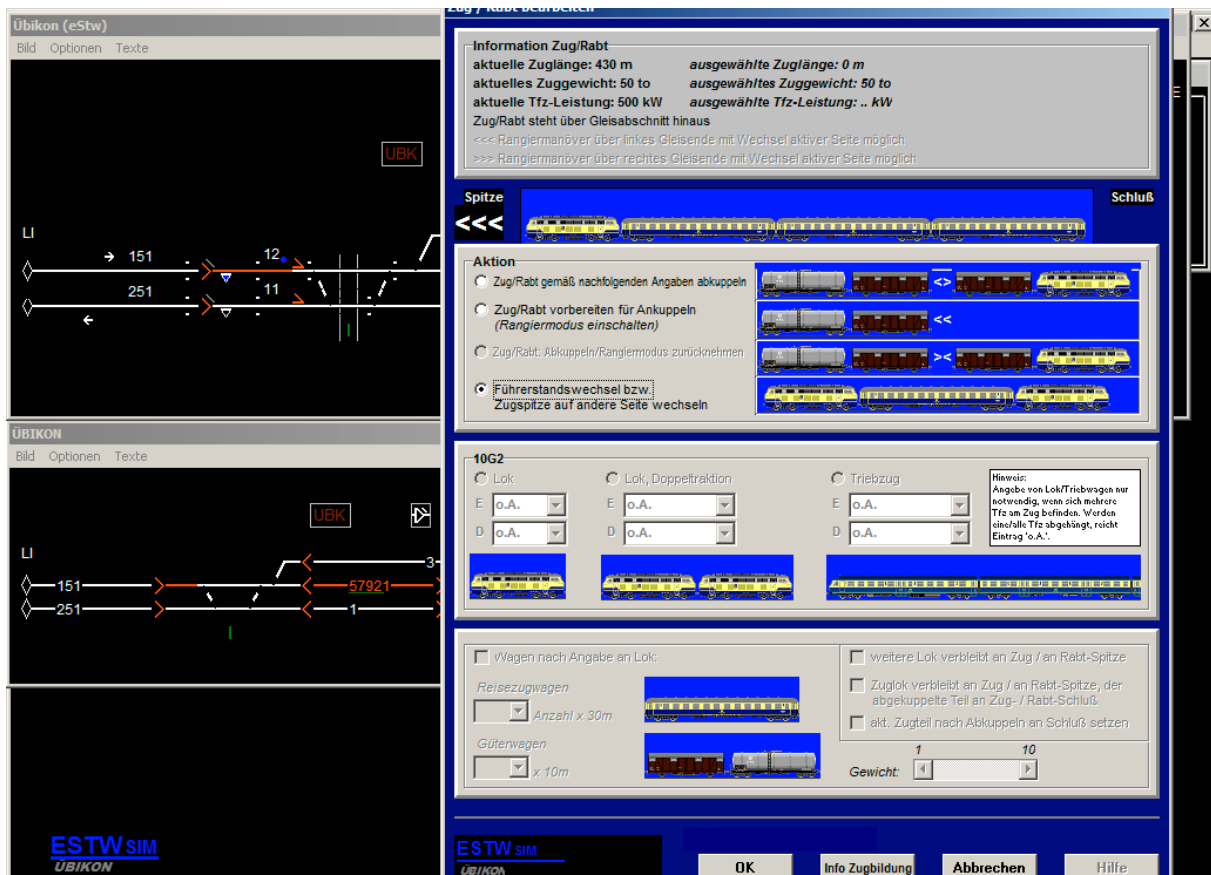 Übikon (eStw)
Bild Optionen Texte
UBK
LI
151
12
251
11
ÜBIKON
Bild Optionen Texte
UBK
LI
3
151
57921
251
1
ESTW SIM
ÜBIKON
Zug / Rabt bearbeiten
Information Zug/Rabt
aktuelle Zuglänge: 430 m ausgewählte Zuglänge: 0 m
aktuelles Zuggewicht: 50 to ausgewähltes Zuggewicht: 50 to
aktuelle Tfz-Leistung: 500 kW ausgewählte Tfz-Leistung: .. kW
Zug/Rabt steht über Gleisabschnitt hinaus
<<< Rangiermanöver über linkes Gleisende mit Wechsel aktiver Seite möglich
>>> Rangiermanöver über rechtes Gleisende mit Wechsel aktiver Seite möglich
Spitze Schluß
<<<
Aktion
Zug/Rabt gemäß nachfolgenden Angaben abkuppeln
<>
Zug/Rabt vorbereiten für Ankuppeln
(Rangiermodus einschalten)
<<
Zug/Rabt: Abkuppeln/Rangiermodus zurücknehmen
><
Führerstandswechsel bzw.
Zugspitze auf andere Seite wechseln
10G2
Lok Lok, Doppeltraktion Triebzug
E o.A. E o.A. E o.A.
D o.A. D o.A. D o.A.
Hinweis:
Angebe von Lok/Triebwagen nur
notwendig, wenn sich mehrere
Tfz am Zug befinden. Werden
eine/alle Tfz abgehängt, reicht
Eintrag 'o.A.'.
Wagen nach Angabe an Lok:
Reisezugwagen
Anzahl x 30m
Güterwagen
x 10m
weitere Lok verbleibt an Zug / an Rabt-Spitze
Zuglok verbleibt an Zug / an Rabt-Spitze, der
abgekuppelte Teil an Zug- / Rabt-Schluß
akt. Zugteil nach Abkuppeln an Schluß setzen
1 10
Gewicht:
ESTW SIM
ÜBIKON
OK Info Zugbildung Abbrechen Hilfe
E